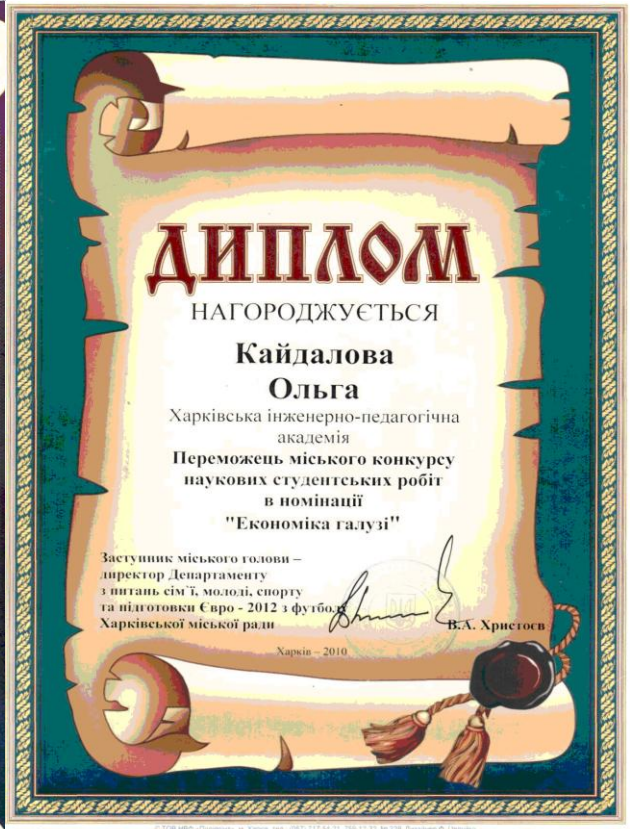 ДИПЛОМ
НАГОРОДЖУЄТЬСЯ
Кайдалова
Ольга
Харківська інженерно-педагогічна
академія
Переможець міського конкурсу
наукових студентських робіт
в номінації
"Економіка галузі"
Заступник міського голови –
директор Департаменту
з питань сім`ї, молоді, спорту
та підготовки Євро - 2012 з футболу
Харківської міської ради
В.А. Христоєв
Харків – 2010